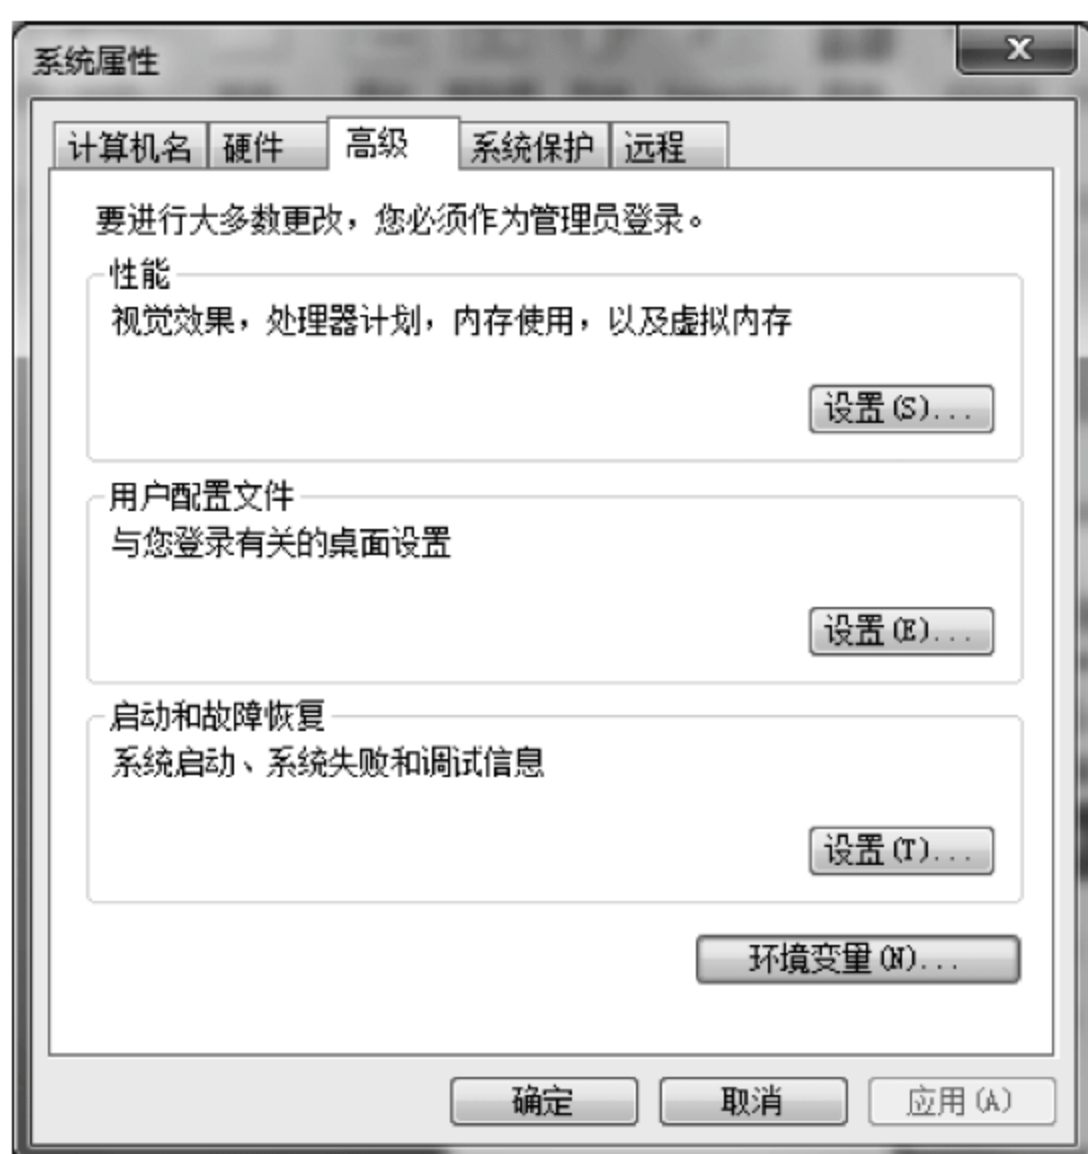 系统属性
x
计算机名 硬件 高级 系统保护 远程
要进行大多数更改，您必须作为管理员登录。
性能
视觉效果，处理器计划，内存使用，以及虚拟内存
设置(S)...
用户配置文件
与您登录有关的桌面设置
设置(E)...
启动和故障恢复
系统启动、系统失败和调试信息
设置(T)...
环境变量(N)...
确定 取消 应用(A)